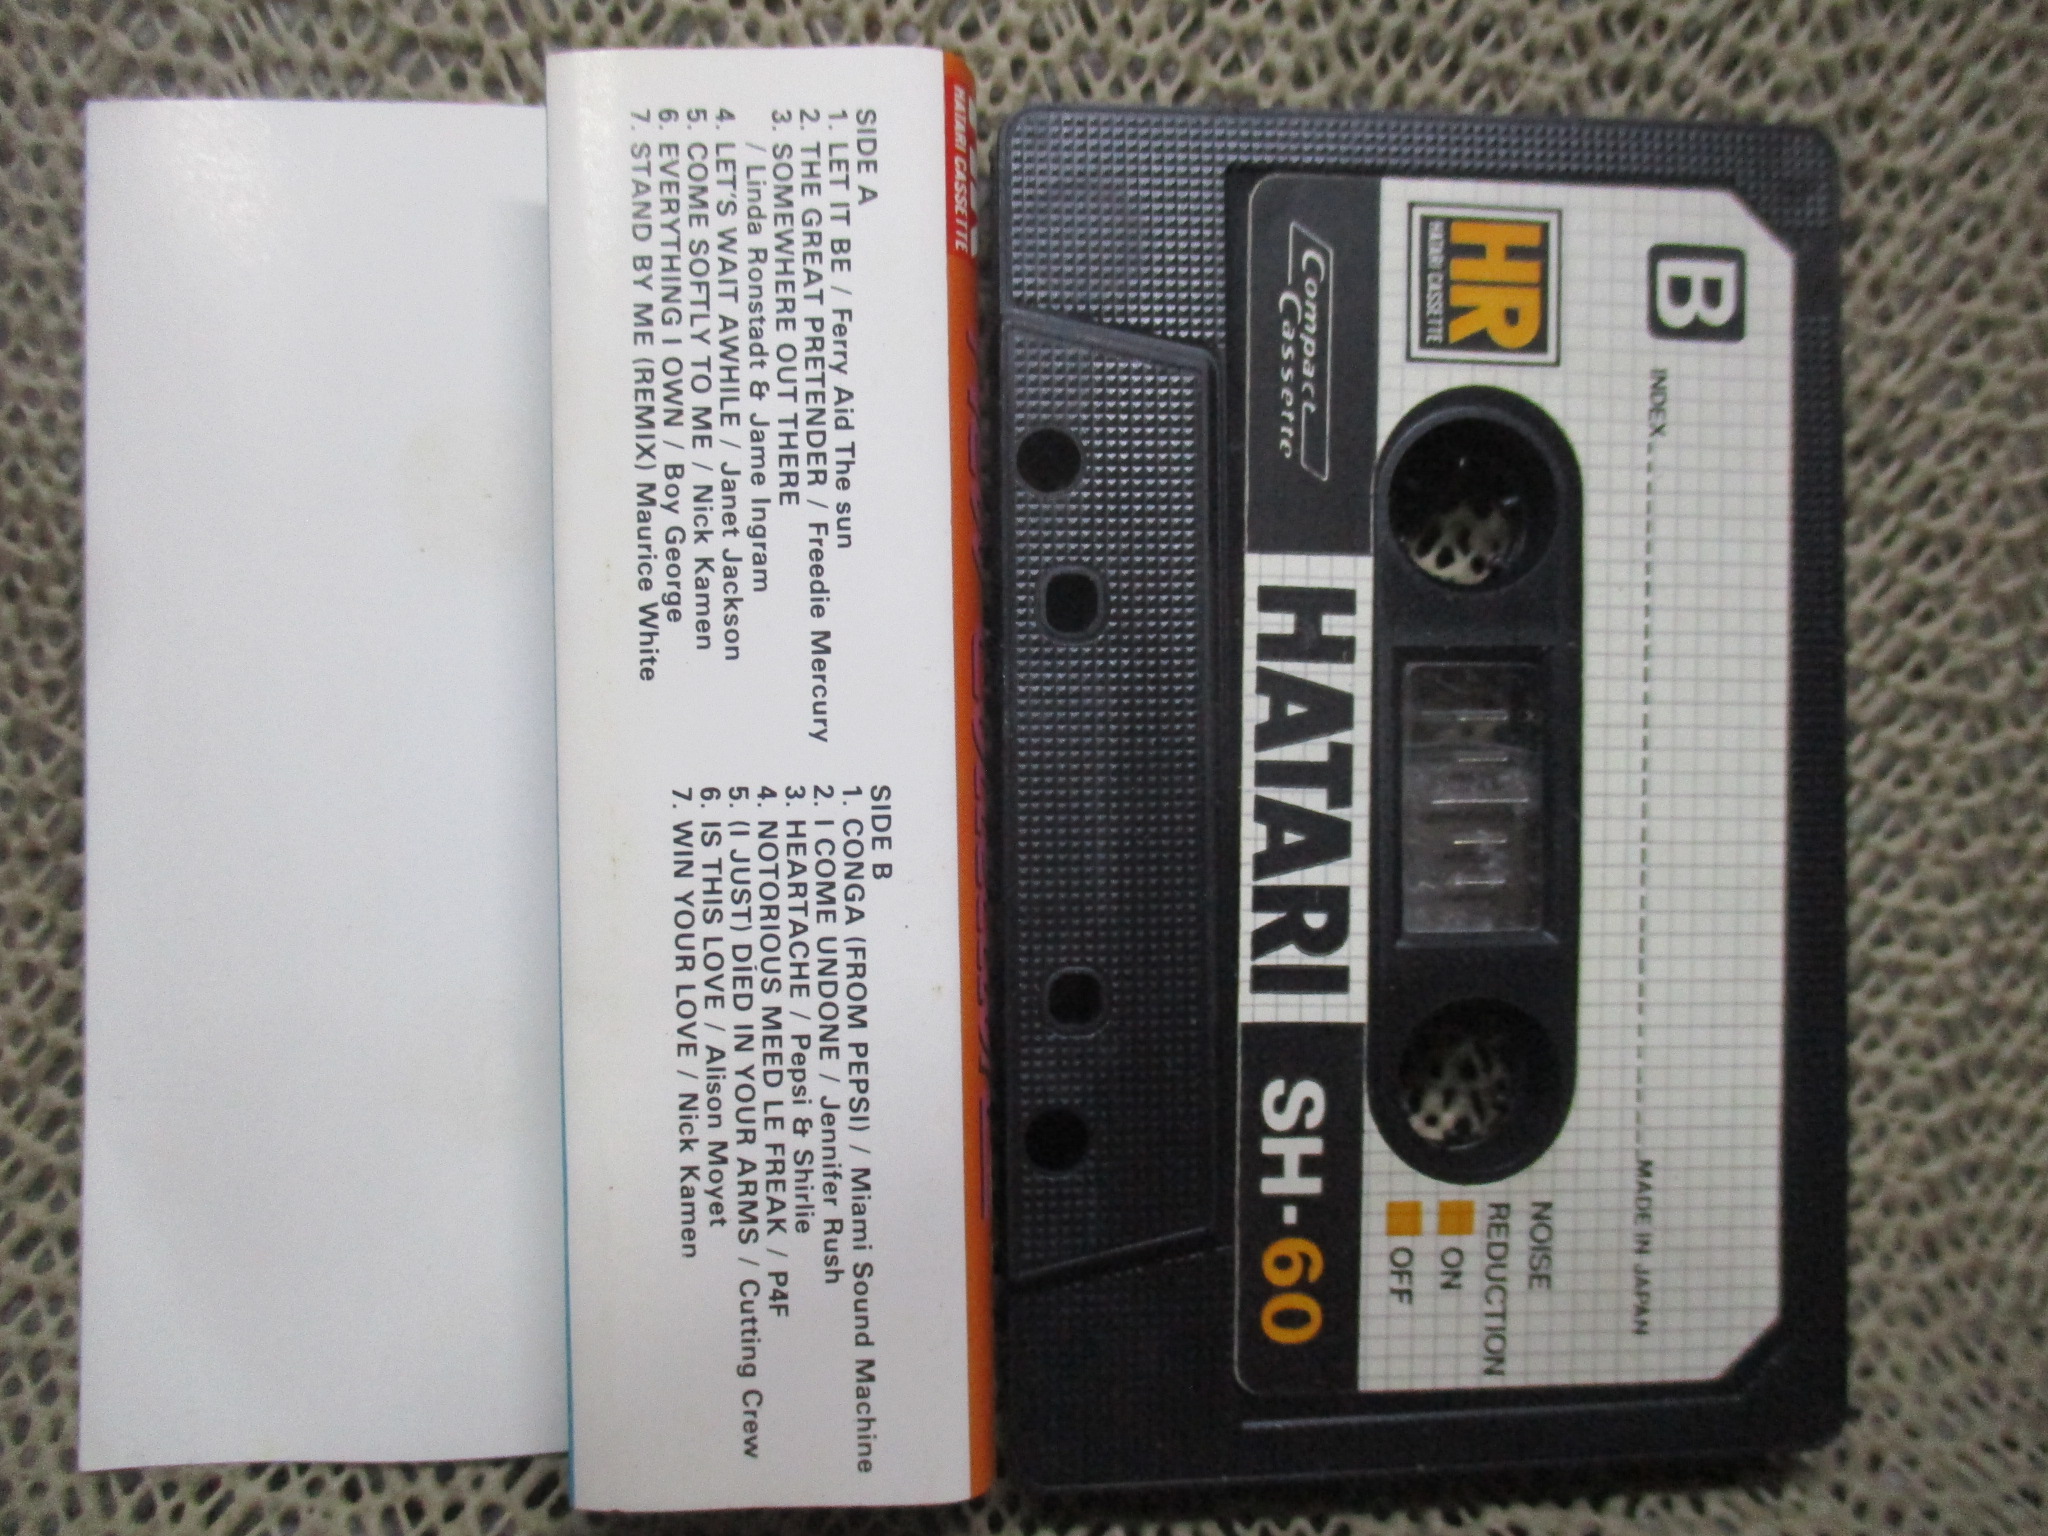 HATARI CASSETTE
SIDE A
1. LET IT BE / Ferry Aid The sun
2. THE GREAT PRETENDER / Freedie Mercury
3. SOMEWHERE OUT THERE
/ Linda Ronstadt & Jame Ingram
4. LET'S WAIT AWHILE / Janet Jackson
5. COME SOFTLY TO ME / Nick Kamen
6. EVERYTHING I OWN / Boy George
7. STAND BY ME (REMIX) Maurice White
SIDE B
1. CONGA (FROM PEPSI) / Miami Sound Machine
2. I COME UNDONE / Jennifer Rush
3. HEARTACHE / Pepsi & Shirlie
4. NOTORIOUS MEED LE FREAK / P4F
5. (I JUST) DIED IN YOUR ARMS / Cutting Crew
6. IS THIS LOVE / Alison Moyet
7. WIN YOUR LOVE / Nick Kamen
B INDEX MADE IN JAPAN
HR
HATARI CASSETTE
NOISE
REDUCTION
ON
OFF
Compact
Cassette
HATARI SH-60